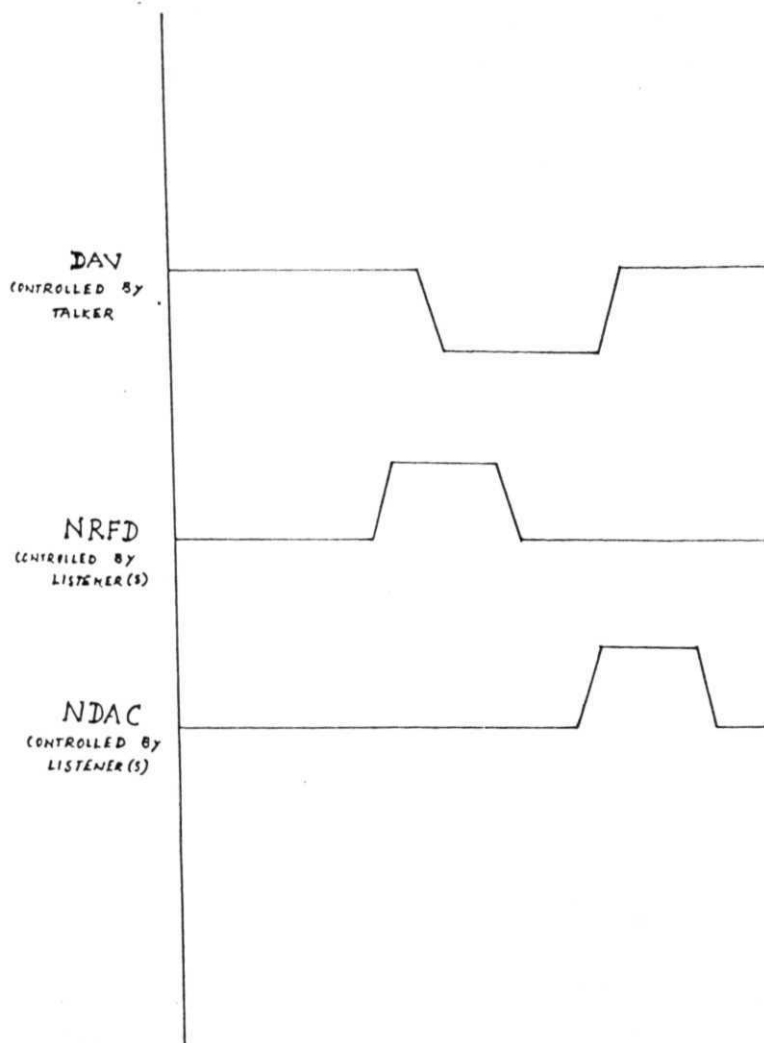 DAV
CONTROLLED BY
TALKER
NRFD
CONTROLLED BY
LISTENER(S)
NDAC
CONTROLLED BY
LISTENER(S)